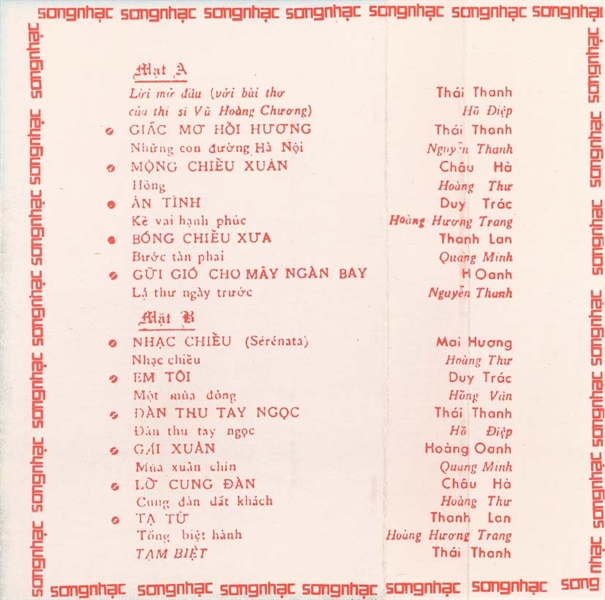 songnhạc songnhạc songnhạc songnhạc songnhạc songnhạc songnhạc
Mặt A
Lời mở đầu (với bài thơ Thái Thanh
của thi sĩ Vũ Hoàng Chương) Hồ Điệp
GIẤC MƠ HỒI HƯƠNG Thái Thanh
Những con đường Hà Nội Nguyễn Thanh
MỘNG CHIỀU XUÂN Châu Hà
Hồng Hoàng Thư
ÂN TÌNH Duy Trác
Kề vai hạnh phúc Hoàng Hương Trang
BÓNG CHIỀU XƯA Thanh Lan
Bước tàn phai Quang Minh
GỬI GIÓ CHO MÂY NGÀN BAY H Oanh
Lá thư ngày trước Nguyễn Thanh
Mặt B
NHẠC CHIỀU (Sérénata) Mai Hương
Nhạc chiều Hoàng Thư
EM TÔI Duy Trác
Một mùa đông Hồng Vân
ĐÀN THU TAY NGỌC Thái Thanh
Đàn thu tay ngọc Hồ Điệp
GÁI XUÂN Hoàng Oanh
Mùa xuân chín Quang Minh
LỠ CUNG ĐÀN Châu Hà
Cung đàn đất khách Hoàng Thư
TẠ TỪ Thanh Lan
Tống biệt hành Hoàng Hương Trang
TẠM BIỆT Thái Thanh
songnhạc songnhạc songnhạc songnhạc songnhạc songnhạc songnhạc